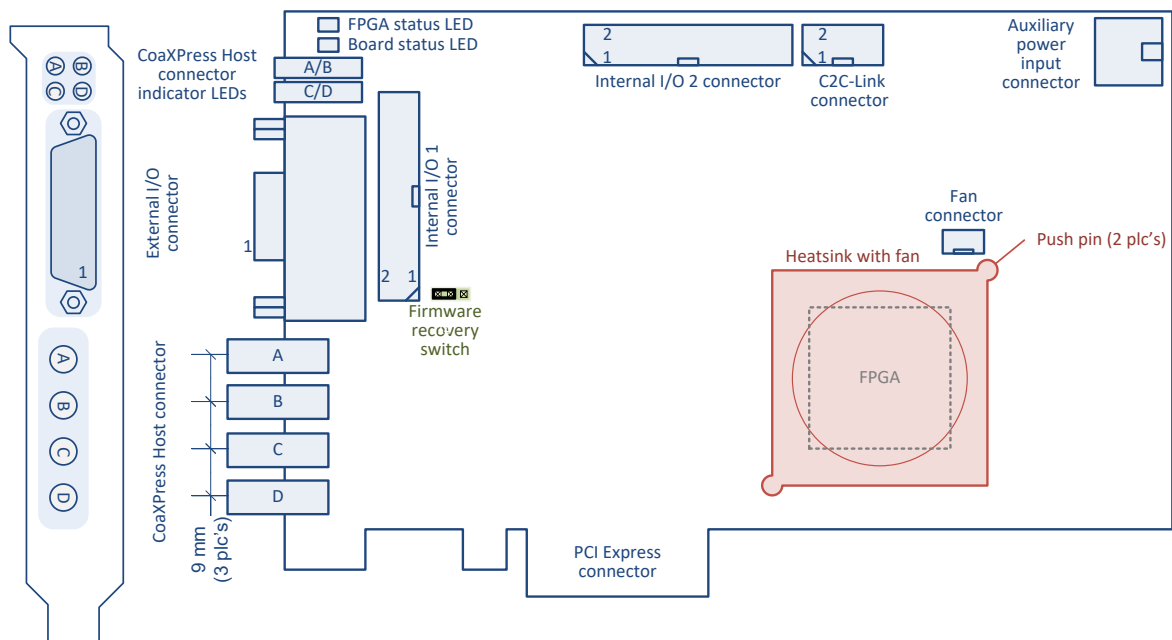 FPGA status LED
Board status LED
CoaXPress Host
connector
indicator LEDs
A/B
C/D
2
1
Internal I/O 2 connector
2
1
C2C-Link
connector
Auxiliary
power
input
connector
A
B
C
D
1
External I/O
connector
1
Internal I/O 1
connector
2
1
Firmware
recovery
switch
Fan
connector
Push pin (2 plc's)
Heatsink with fan
FPGA
A
B
C
D
CoaXPress Host connector
A
B
C
D
9 mm
(3 plc's)
PCI Express
connector